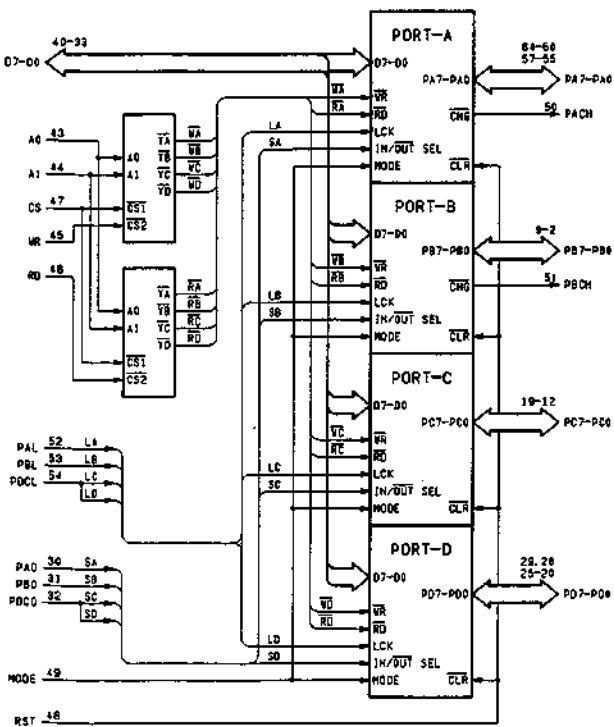 PORT-A
D7-D0 40-33 D7-D0
PA7-PA0 PA7-PA0
WA WR
RA RD CHG 50 PACH
LA LCK
SA IN/OUT SEL
MODE CLR
A0 43 A0 YA WA
YB WB
A1 44 A1 YC WC
YD WD
CS 47 CS1
WR 45 CS2
RD 46
PORT-B
D7-D0 9-2
PB7-PB0 PB7-PB0
WB WR
RB RD CHG 51 PBCH
LB LCK
SB IN/OUT SEL
MODE CLR
YA RA
A0 YB RB
A1 YC RC
YD RD
CS1
CS2
PORT-C
D7-D0 19-12
PC7-PC0 PC7-PC0
WC WR
RC RD
LC LCK
SC IN/OUT SEL
MODE CLR
PAL 52 LA
PBL 53 LB
PDCL 54 LC
LD
PORT-D
D7-D0 29.28
PD7-PD0 PD7-PD0
WD WR
RD RD
LD LCK
SD IN/OUT SEL
MODE CLR
PAO 30 SA
PBO 31 SB
PDCO 32 SC
SD
MODE 49
RST 48